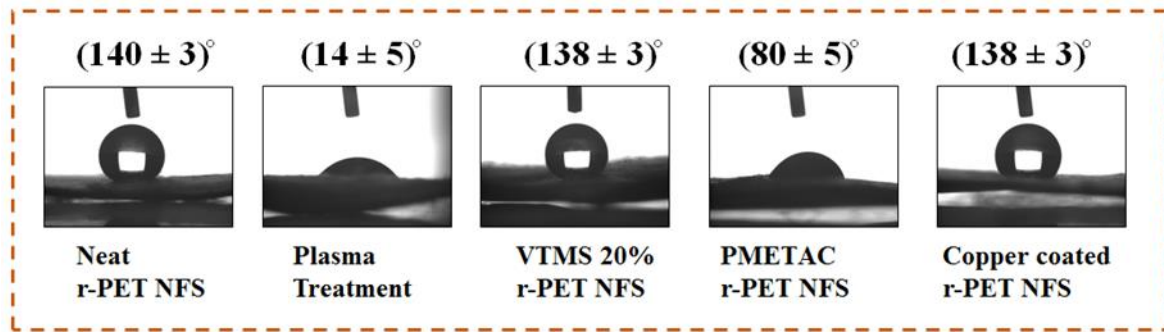 (140 ± 3)° (14 ± 5)° (138 ± 3)° (80 ± 5)° (138 ± 3)°
Neat
r-PET NFS
Plasma
Treatment
VTMS 20%
r-PET NFS
PMETAC
r-PET NFS
Copper coated
r-PET NFS